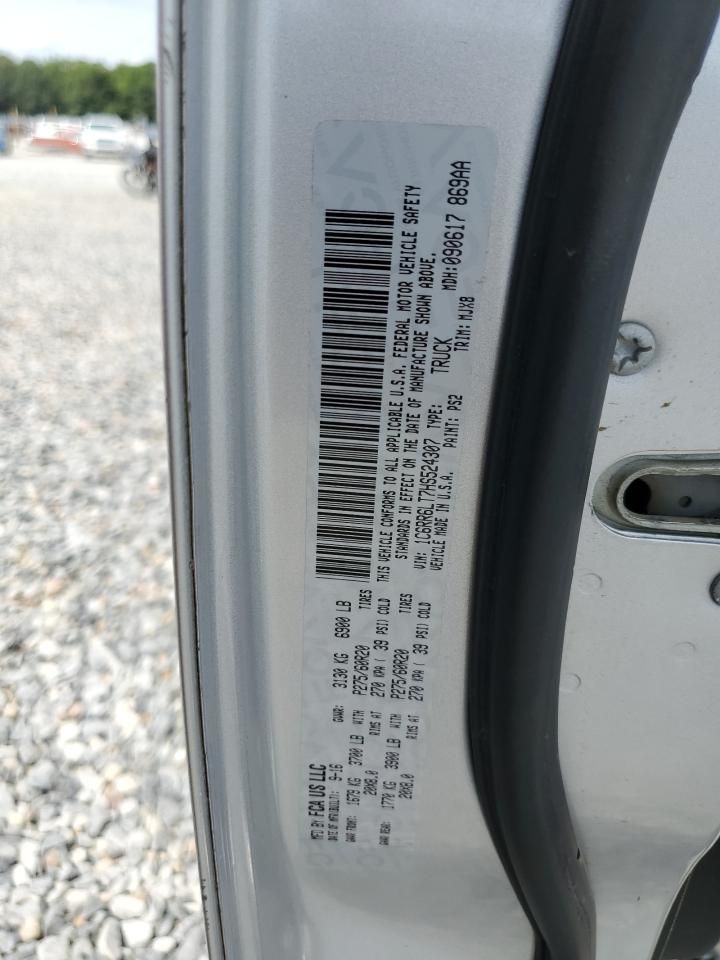 MFD BY: FCA US LLC
DATE OF MFR(BUILT): 9-16 GVWR: 3130 KG 6900 LB
GAWR FRONT: 1679 KG 3700 LB WITH P275/60R20 TIRES
20X8.0 RIMS AT 270 KPA ( 39 PSI) COLD
GAWR REAR: 1770 KG 3900 LB WITH P275/60R20 TIRES
20X8.0 RIMS AT 270 KPA ( 39 PSI) COLD
THIS VEHICLE CONFORMS TO ALL APPLICABLE U.S.A. FEDERAL MOTOR VEHICLE SAFETY
STANDARDS IN EFFECT ON THE DATE OF MANUFACTURE SHOWN ABOVE.
VIN: 1C6RR6LT7HS524307 TYPE: TRUCK MDH:090617 869AA
VEHICLE MADE IN U.S.A. PAINT: PS2 TRIM: MJX8